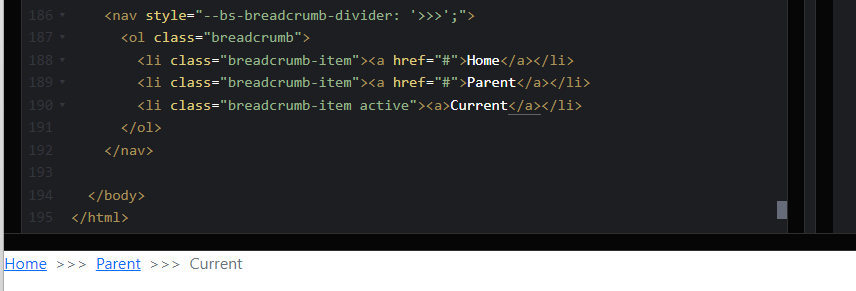 186 <nav style="--bs-breadcrumb-divider: '>>>';">
187 <ol class="breadcrumb">
188 <li class="breadcrumb-item"><a href="#">Home</a></li>
189 <li class="breadcrumb-item"><a href="#">Parent</a></li>
190 <li class="breadcrumb-item active"><a>Current</a></li>
191 </ol>
192 </nav>
193
194 </body>
195 </html>
Home >>> Parent >>> Current